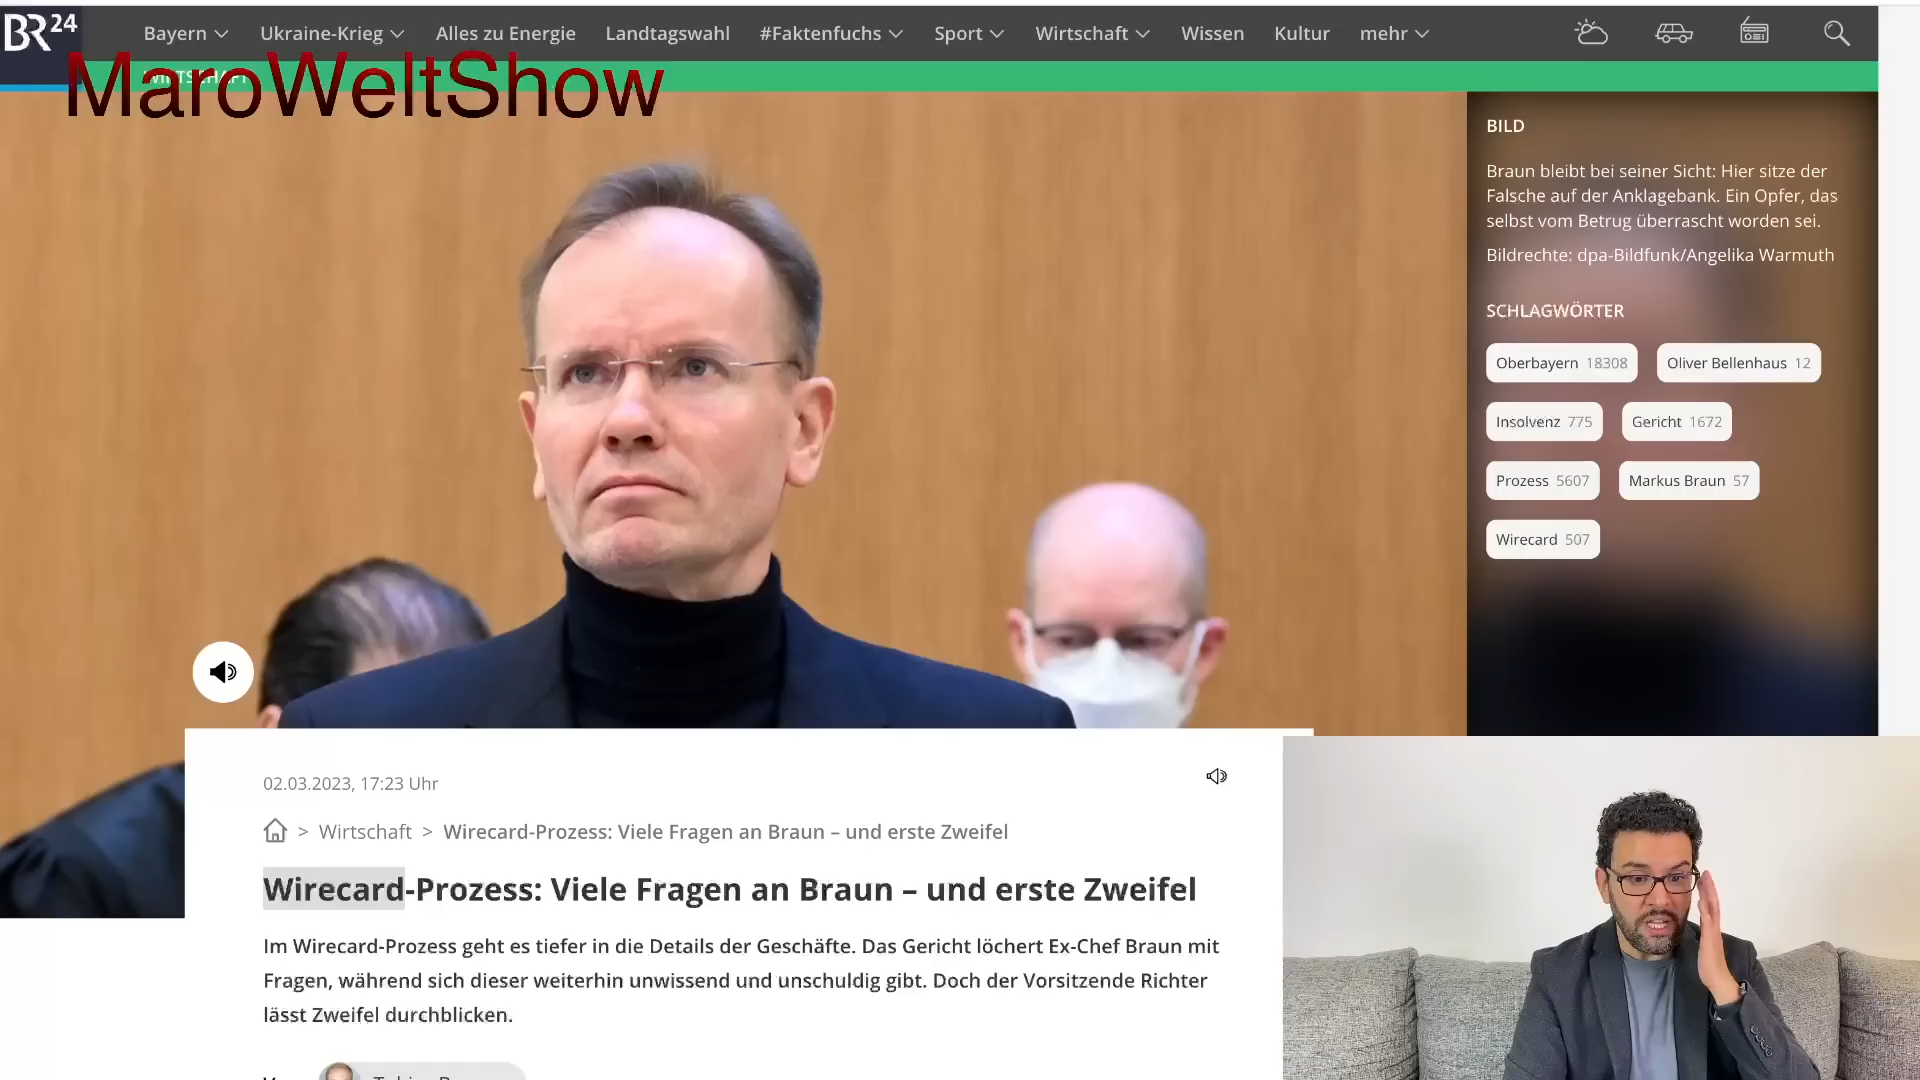 BR24
Bayern
Ukraine-Krieg
Alles zu Energie
Landtagswahl
#Faktenfuchs
Sport
Wirtschaft
Wissen
Kultur
mehr
WIRTSCHAFT
MaroWeltShow
BILD
Braun bleibt bei seiner Sicht: Hier sitze der
Falsche auf der Anklagebank. Ein Opfer, das
selbst vom Betrug überrascht worden sei.
Bildrechte: dpa-Bildfunk/Angelika Warmuth
SCHLAGWÖRTER
Oberbayern 18308
Oliver Bellenhaus 12
Insolvenz 775
Gericht 1672
Prozess 5607
Markus Braun 57
Wirecard 507
02.03.2023, 17:23 Uhr
> Wirtschaft > Wirecard-Prozess: Viele Fragen an Braun – und erste Zweifel
Wirecard-Prozess: Viele Fragen an Braun – und erste Zweifel
Im Wirecard-Prozess geht es tiefer in die Details der Geschäfte. Das Gericht löchert Ex-Chef Braun mit
Fragen, während sich dieser weiterhin unwissend und unschuldig gibt. Doch der Vorsitzende Richter
lässt Zweifel durchblicken.